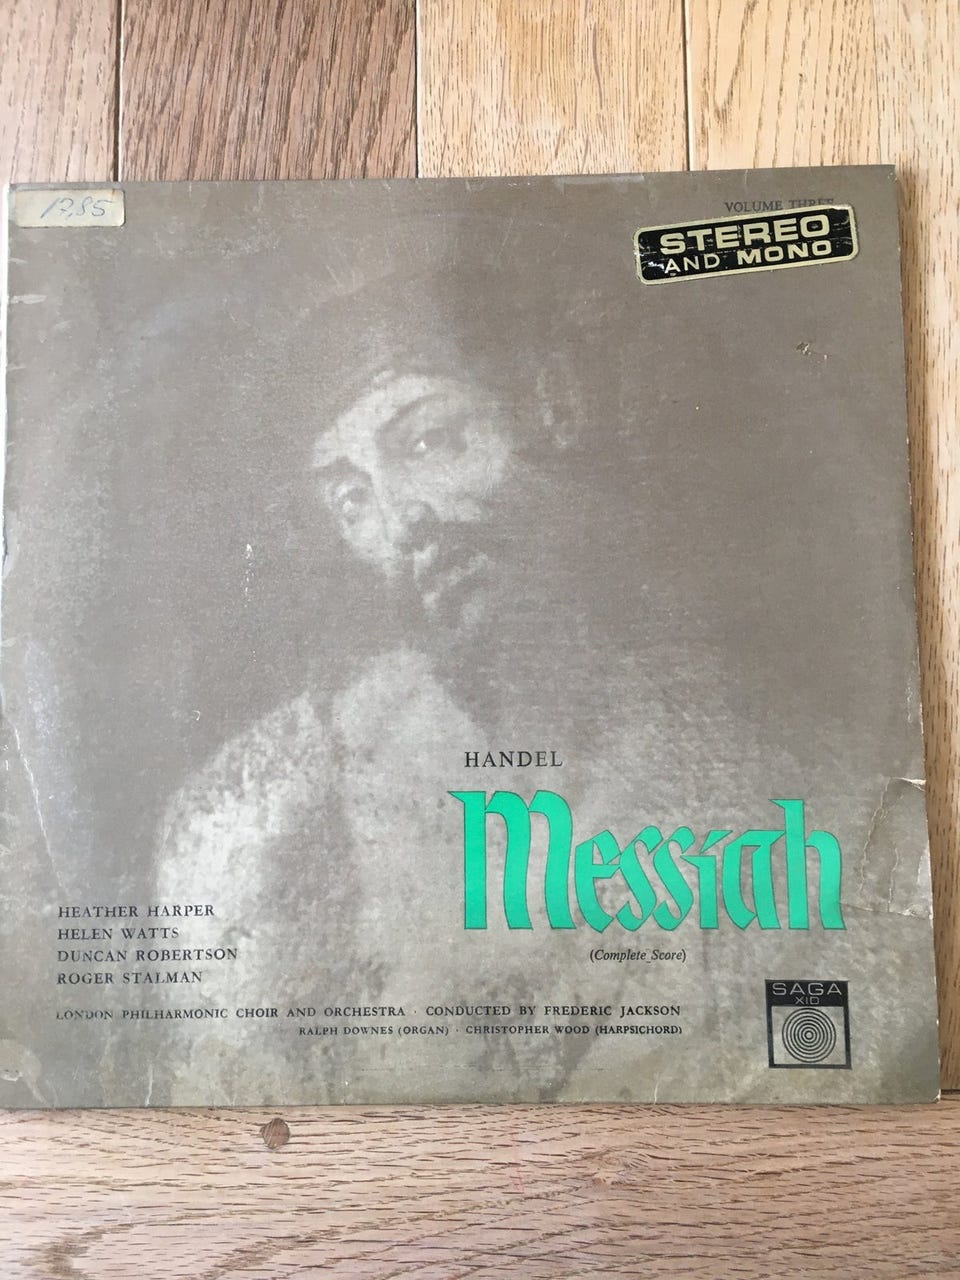 17,85
VOLUME THREE
STEREO
AND MONO
HANDEL
Messiah
(Complete Score)
HEATHER HARPER
HELEN WATTS
DUNCAN ROBERTSON
ROGER STALMAN
LONDON PHILHARMONIC CHOIR AND ORCHESTRA · CONDUCTED BY FREDERIC JACKSON
RALPH DOWNES (ORGAN) · CHRISTOPHER WOOD (HARPSICHORD)
SAGA
XID